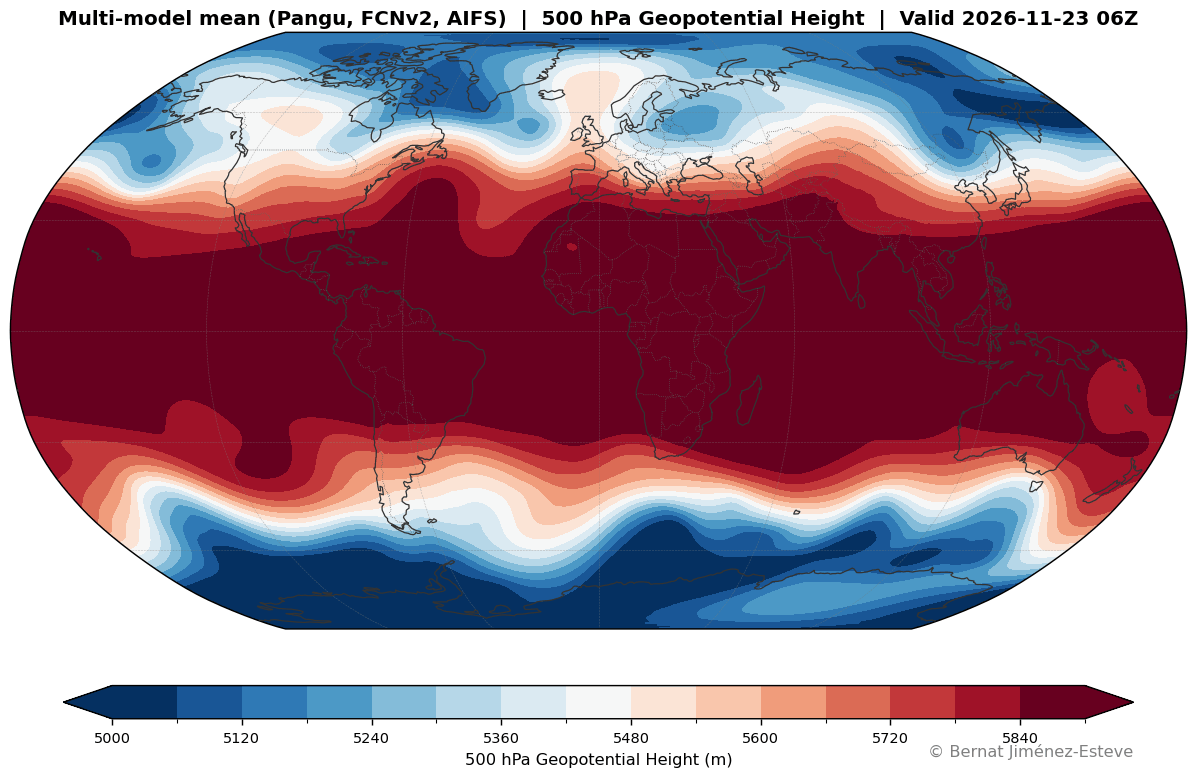 Multi-model mean (Pangu, FCNv2, AIFS)  |  500 hPa Geopotential Height  |  Valid 2026-11-23 06Z
5000 5120 5240 5360 5480 5600 5720 5840
500 hPa Geopotential Height (m)
© Bernat Jiménez-Esteve